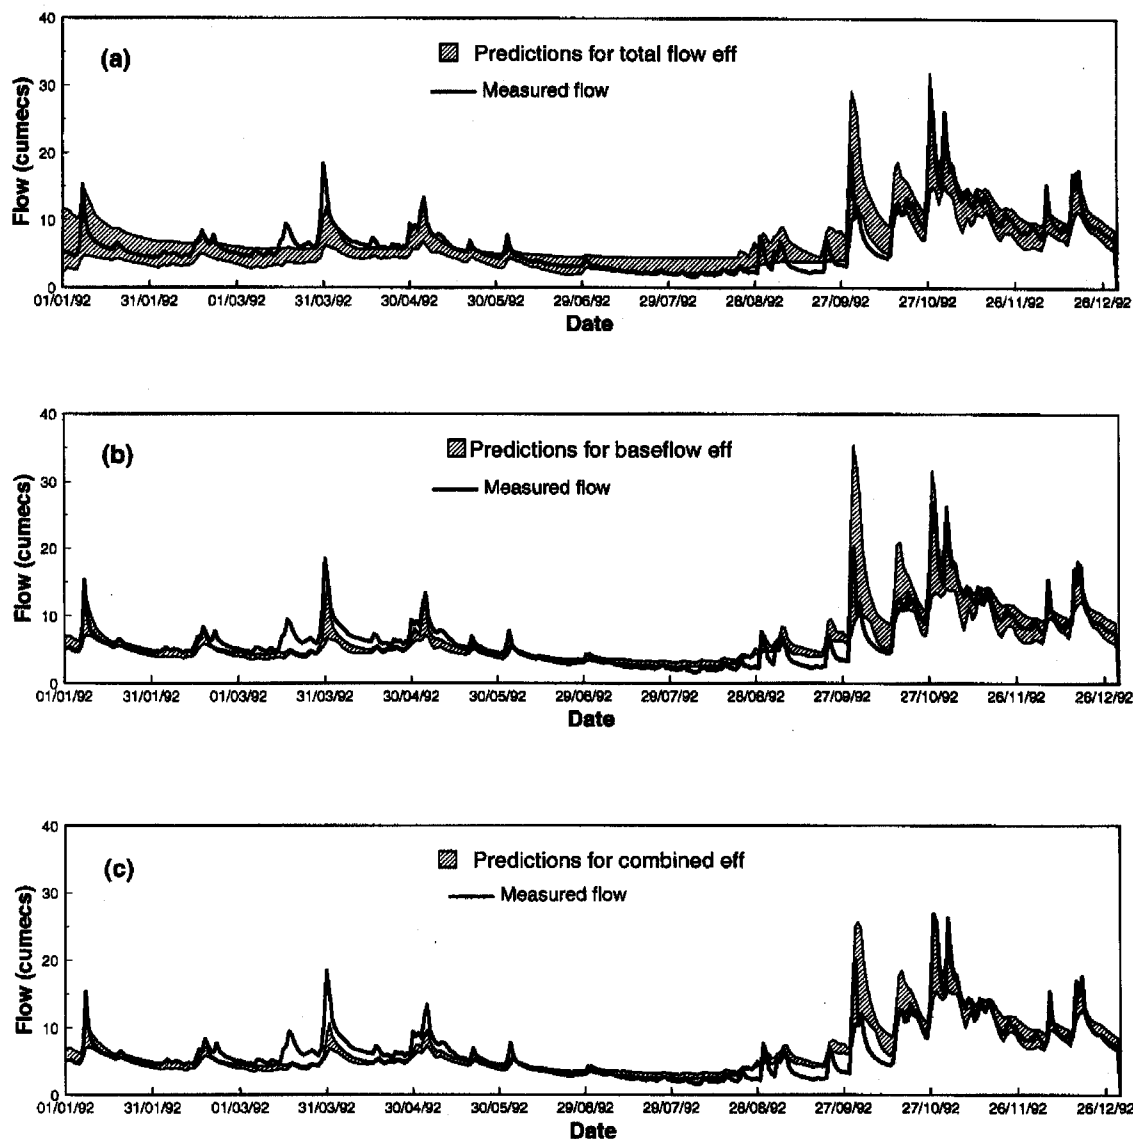 40
(a)
Predictions for total flow eff
Measured flow
30
20
10
0
Flow (cumecs)
01/01/92 31/01/92 01/03/92 31/03/92 30/04/92 30/05/92 29/06/92 29/07/92 28/08/92 27/09/92 27/10/92 26/11/92 26/12/92
Date
40
(b)
Predictions for baseflow eff
Measured flow
30
20
10
0
Flow (cumecs)
01/01/92 31/01/92 01/03/92 31/03/92 30/04/92 30/05/92 29/06/92 29/07/92 28/08/92 27/09/92 27/10/92 26/11/92 26/12/92
Date
40
(c)
Predictions for combined eff
Measured flow
30
20
10
0
Flow (cumecs)
01/01/92 31/01/92 01/03/92 31/03/92 30/04/92 30/05/92 29/06/92 29/07/92 28/08/92 27/09/92 27/10/92 26/11/92 26/12/92
Date